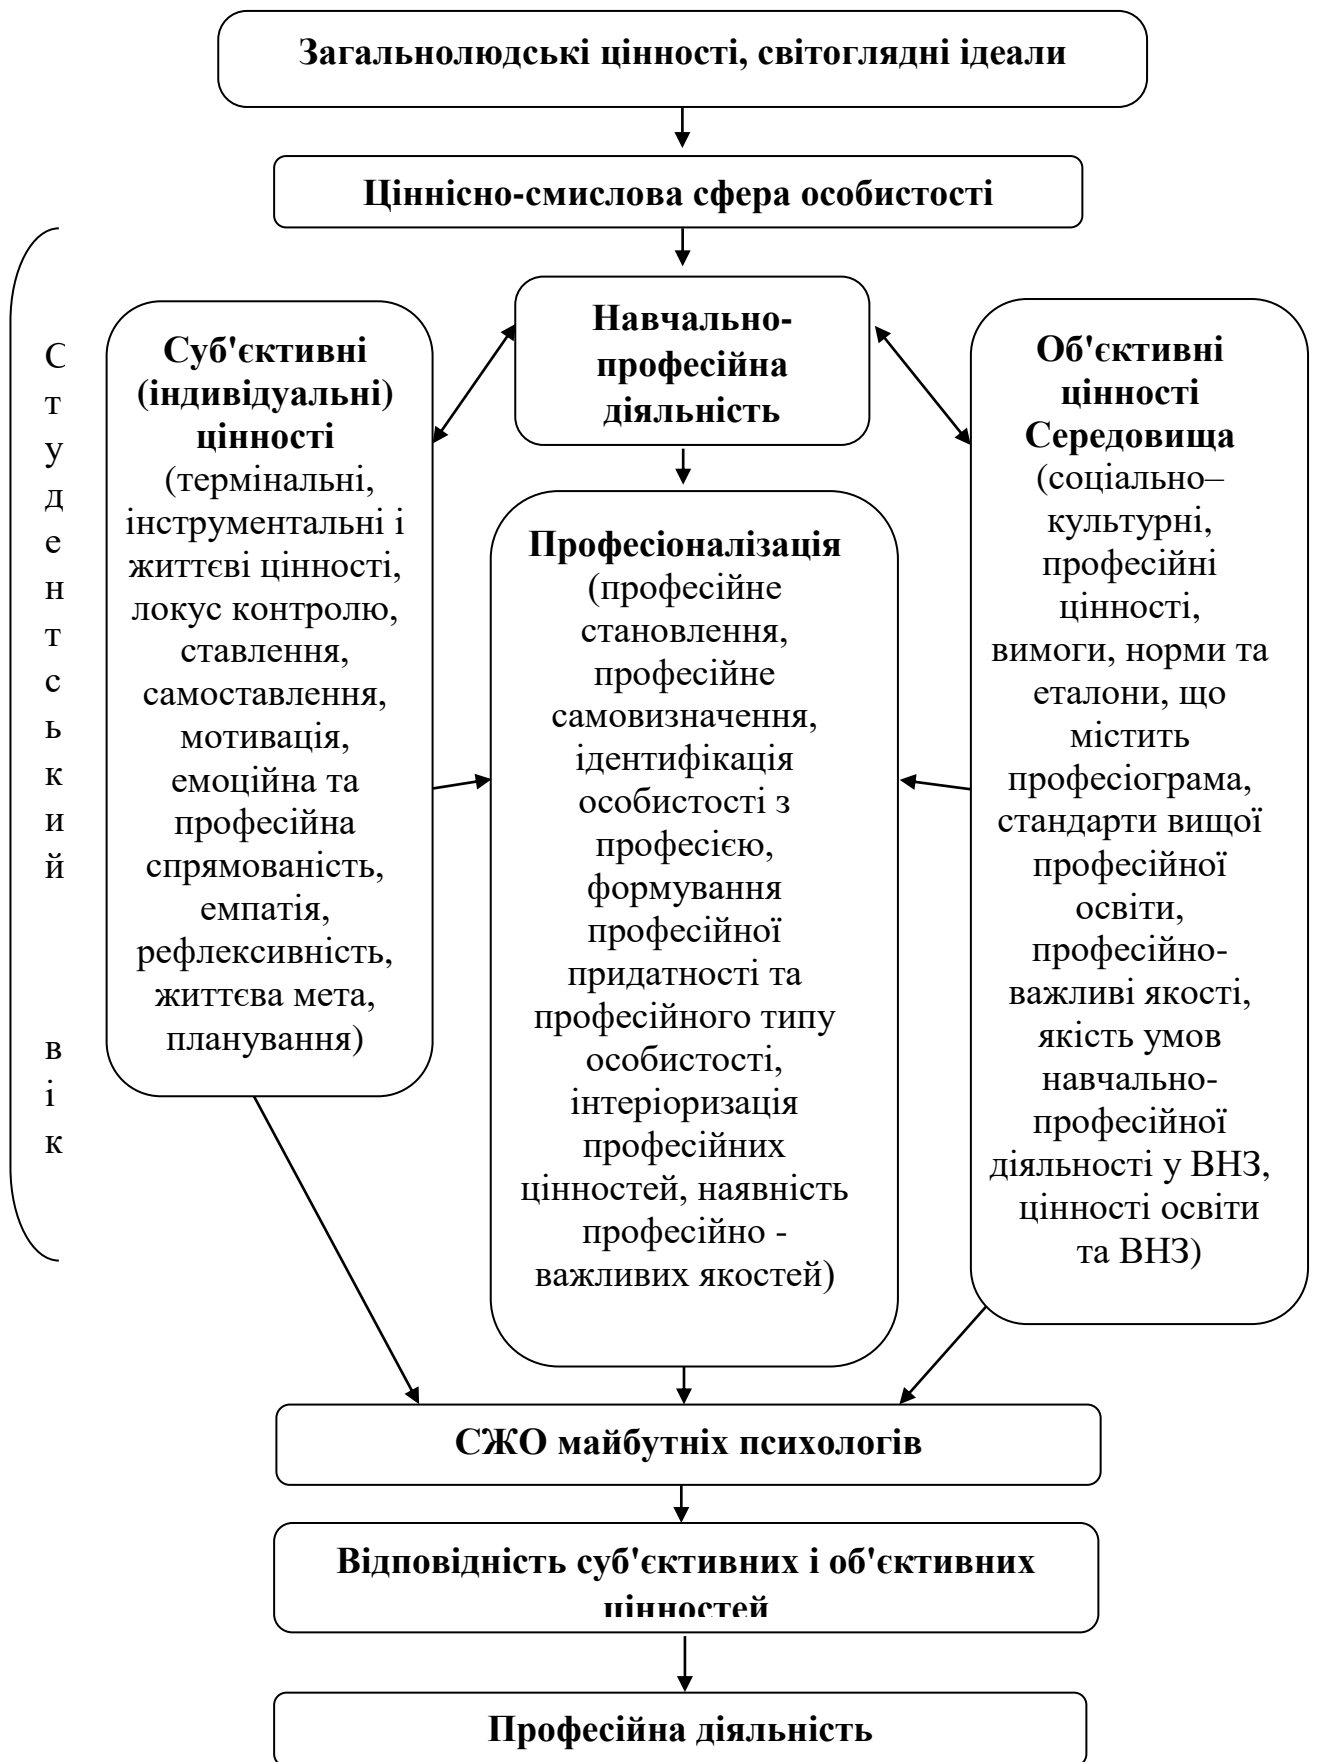 Загальнолюдські цінності, світоглядні ідеали
Ціннісно-смислова сфера особистості
Студентський вік
Суб'єктивні
(індивідуальні)
цінності
(термінальні,
інструментальні і
життєві цінності,
локус контролю,
ставлення,
самоставлення,
мотивація,
емоційна та
професійна
спрямованість,
емпатія,
рефлексивність,
життєва мета,
планування)
Навчально-
професійна
діяльність
Професіоналізація
(професійне
становлення,
професійне
самовизначення,
ідентифікація
особистості з
професією,
формування
професійної
придатності та
професійного типу
особистості,
інтеріоризація
професійних
цінностей, наявність
професійно -
важливих якостей)
Об'єктивні
цінності
Середовища
(соціально–
культурні,
професійні
цінності,
вимоги, норми та
еталони, що
містить
професіограма,
стандарти вищої
професійної
освіти,
професійно-
важливі якості,
якість умов
навчально-
професійної
діяльності у ВНЗ,
цінності освіти
та ВНЗ)
СЖО майбутніх психологів
Відповідність суб'єктивних і об'єктивних
цінностей
Професійна діяльність